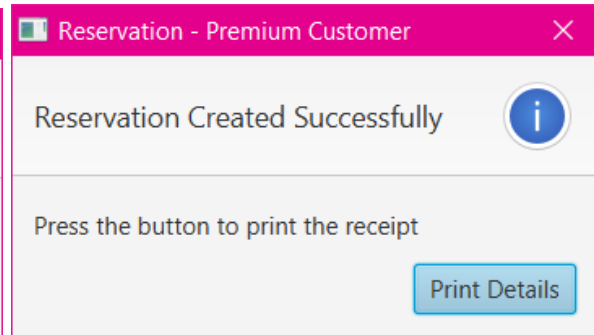 Reservation - Premium Customer
Reservation Created Successfully
i
Press the button to print the receipt
Print Details